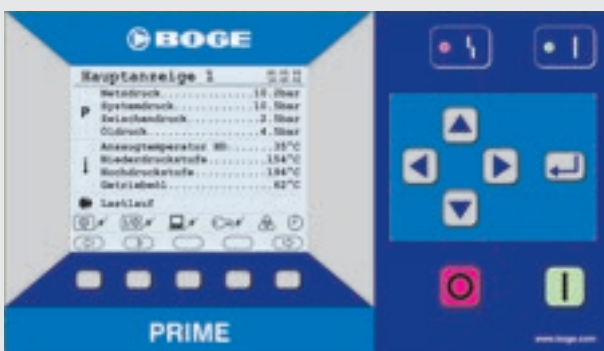 BOGE
Hauptanzeige 1
Netzdruck....................10.2bar
Systemdruck..................10.5bar
Zwischendruck.................2.5bar
Öldruck.......................4.5bar
P
Ansaugtemperatur ND: 35°C
Niederdruckstufe 154°C
Hochdruckstufe
Getriebeöl 62°C
Lastlauf
PRIME
www.boge.com